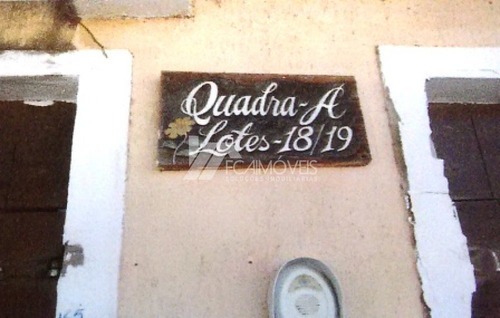 Quadra-A
Lotes-18/19
ECAIMÓVEIS